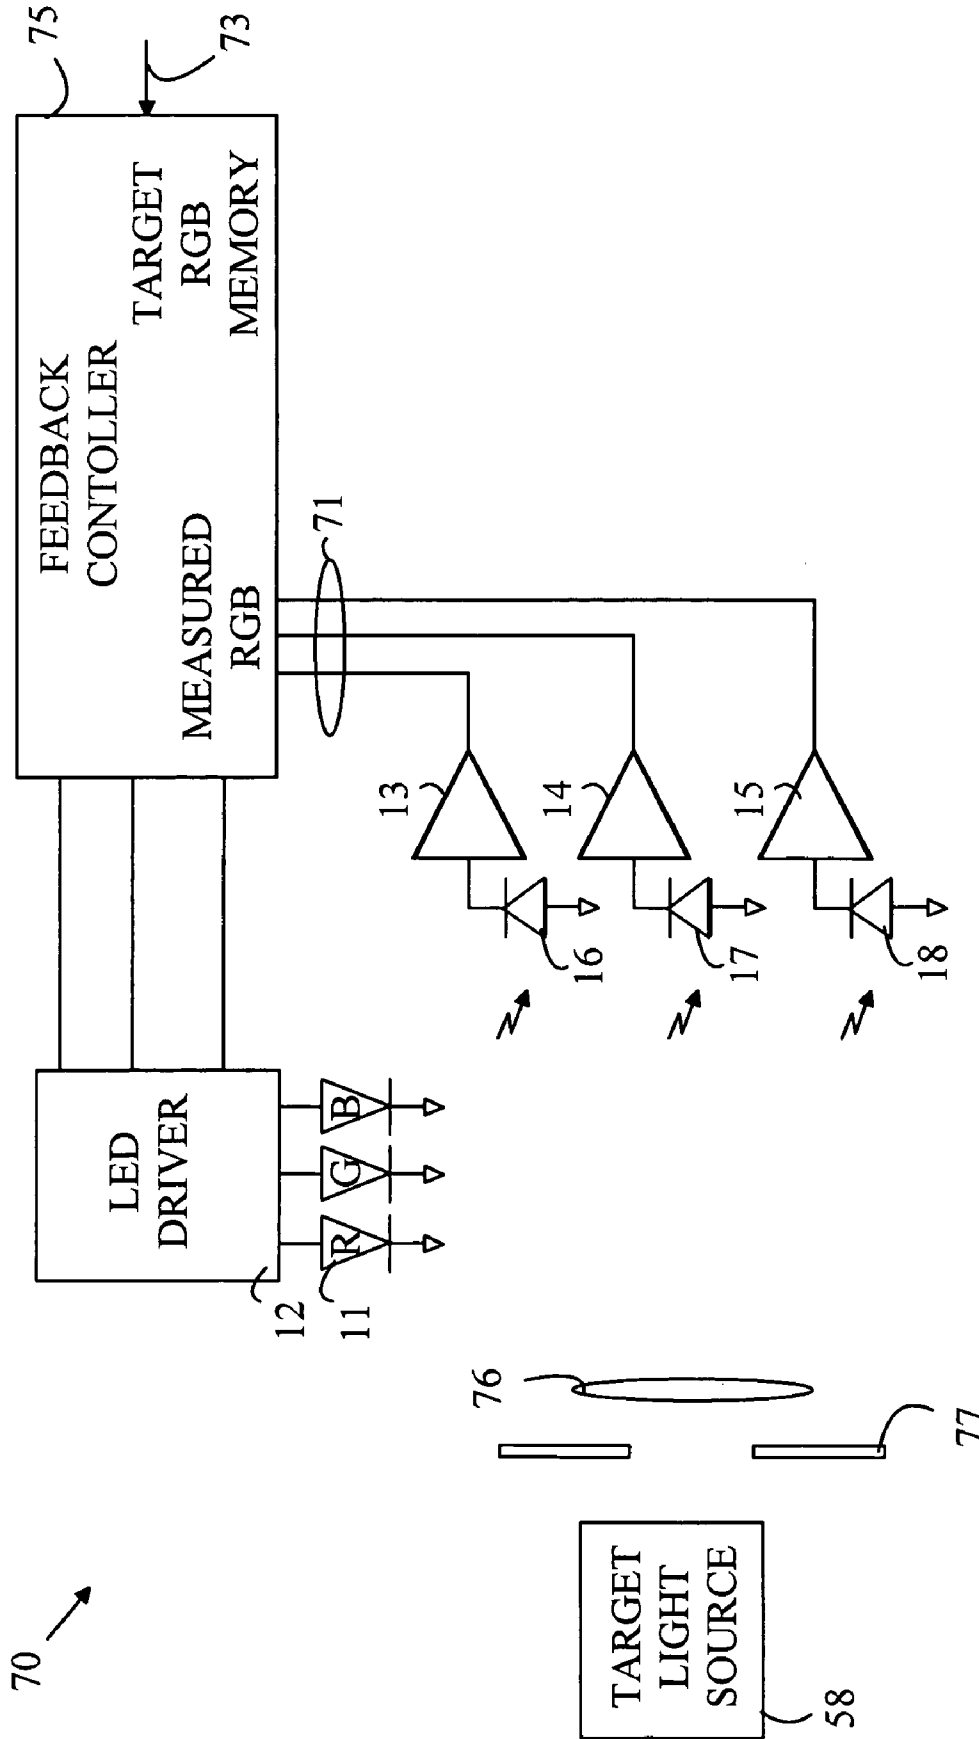 70
75
FEEDBACK
CONTOLLER
TARGET
RGB
MEMORY
73
MEASURED
RGB
71
LED
DRIVER
12
R
G
B
11
13
14
15
16
17
18
76
77
TARGET
LIGHT
SOURCE
58